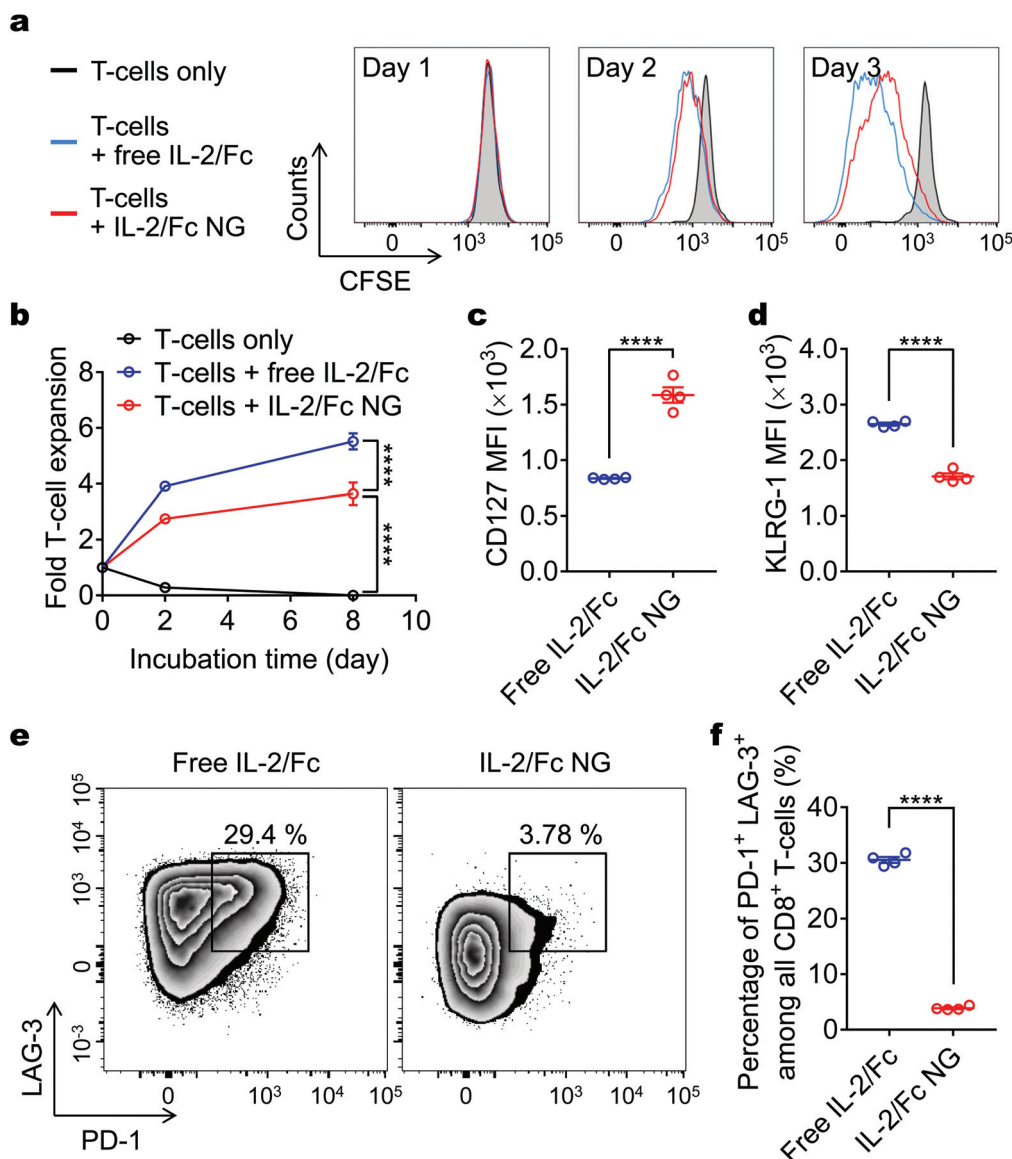 a
T-cells only
T-cells
+ free IL-2/Fc
T-cells
+ IL-2/Fc NG
Counts
CFSE
Day 1
0 10³ 10⁵
Day 2
0 10³ 10⁵
Day 3
0 10³ 10⁵
b
T-cells only
T-cells + free IL-2/Fc
T-cells + IL-2/Fc NG
Fold T-cell expansion
8
6
4
2
0
0 2 4 6 8 10
Incubation time (day)
****
****
c
CD127 MFI (×10³)
2.0
1.5
1.0
0.5
0.0
****
Free IL-2/Fc
IL-2/Fc NG
d
KLRG-1 MFI (×10³)
4.0
3.0
2.0
1.0
0.0
****
Free IL-2/Fc
IL-2/Fc NG
e
Free IL-2/Fc
IL-2/Fc NG
29.4 %
3.78 %
10⁵
10⁴
10³
0
10⁻³
0 10³ 10⁴ 10⁵
0 10³ 10⁴ 10⁵
LAG-3
PD-1
f
Percentage of PD-1⁺ LAG-3⁺
among all CD8⁺ T-cells (%)
40
30
20
10
0
****
Free IL-2/Fc
IL-2/Fc NG